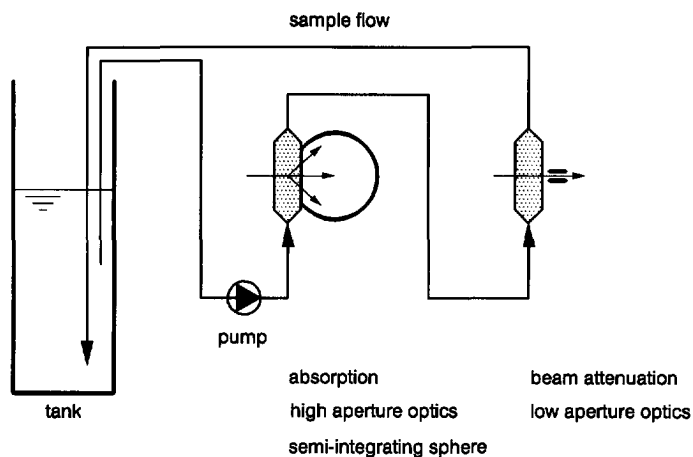 sample flow
pump
tank
absorption
high aperture optics
semi-integrating sphere
beam attenuation
low aperture optics